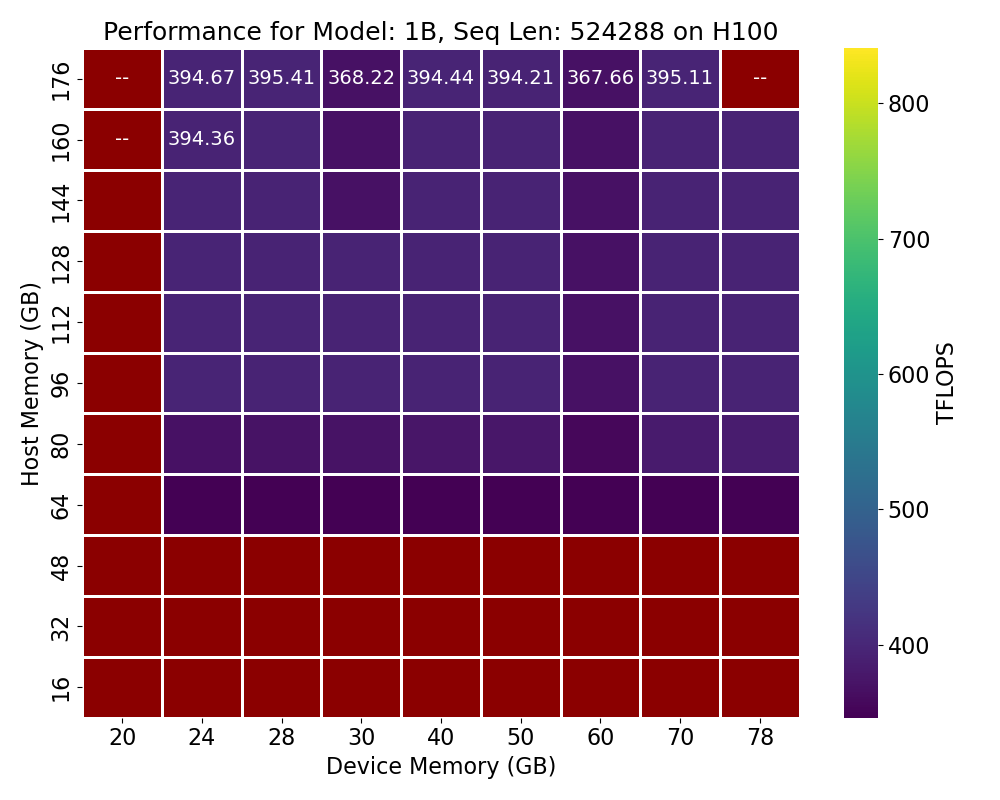 Performance for Model: 1B, Seq Len: 524288 on H100
176 -- 394.67 395.41 368.22 394.44 394.21 367.66 395.11 --
160 -- 394.36
144
128
112
96
80
64
48
32
16
20 24 28 30 40 50 60 70 78
Device Memory (GB)
Host Memory (GB)
800
700
600
500
400
TFLOPS